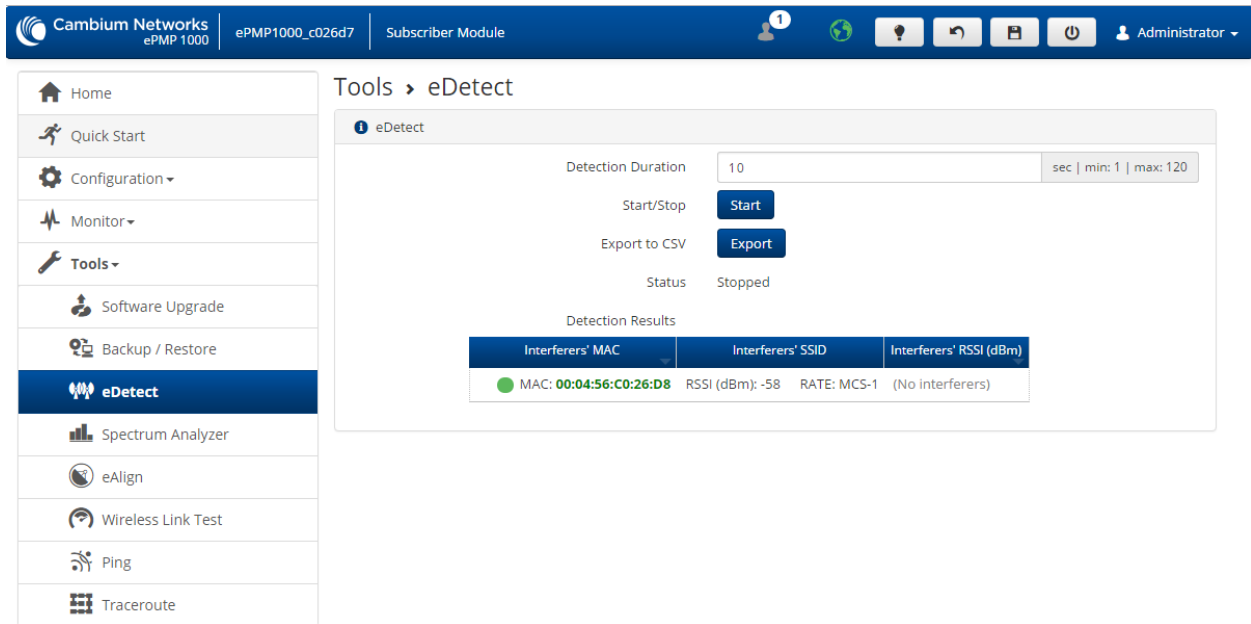 Cambium Networks
ePMP 1000
ePMP1000_c026d7
Subscriber Module
1
Administrator
Home
Quick Start
Configuration
Monitor
Tools
Software Upgrade
Backup / Restore
eDetect
Spectrum Analyzer
eAlign
Wireless Link Test
Ping
Traceroute
Tools > eDetect
eDetect
Detection Duration 10 sec | min: 1 | max: 120
Start/Stop Start
Export to CSV Export
Status Stopped
Detection Results
Interferers' MAC Interferers' SSID Interferers' RSSI (dBm)
MAC: 00:04:56:C0:26:D8 RSSI (dBm): -58 RATE: MCS-1 (No interferers)